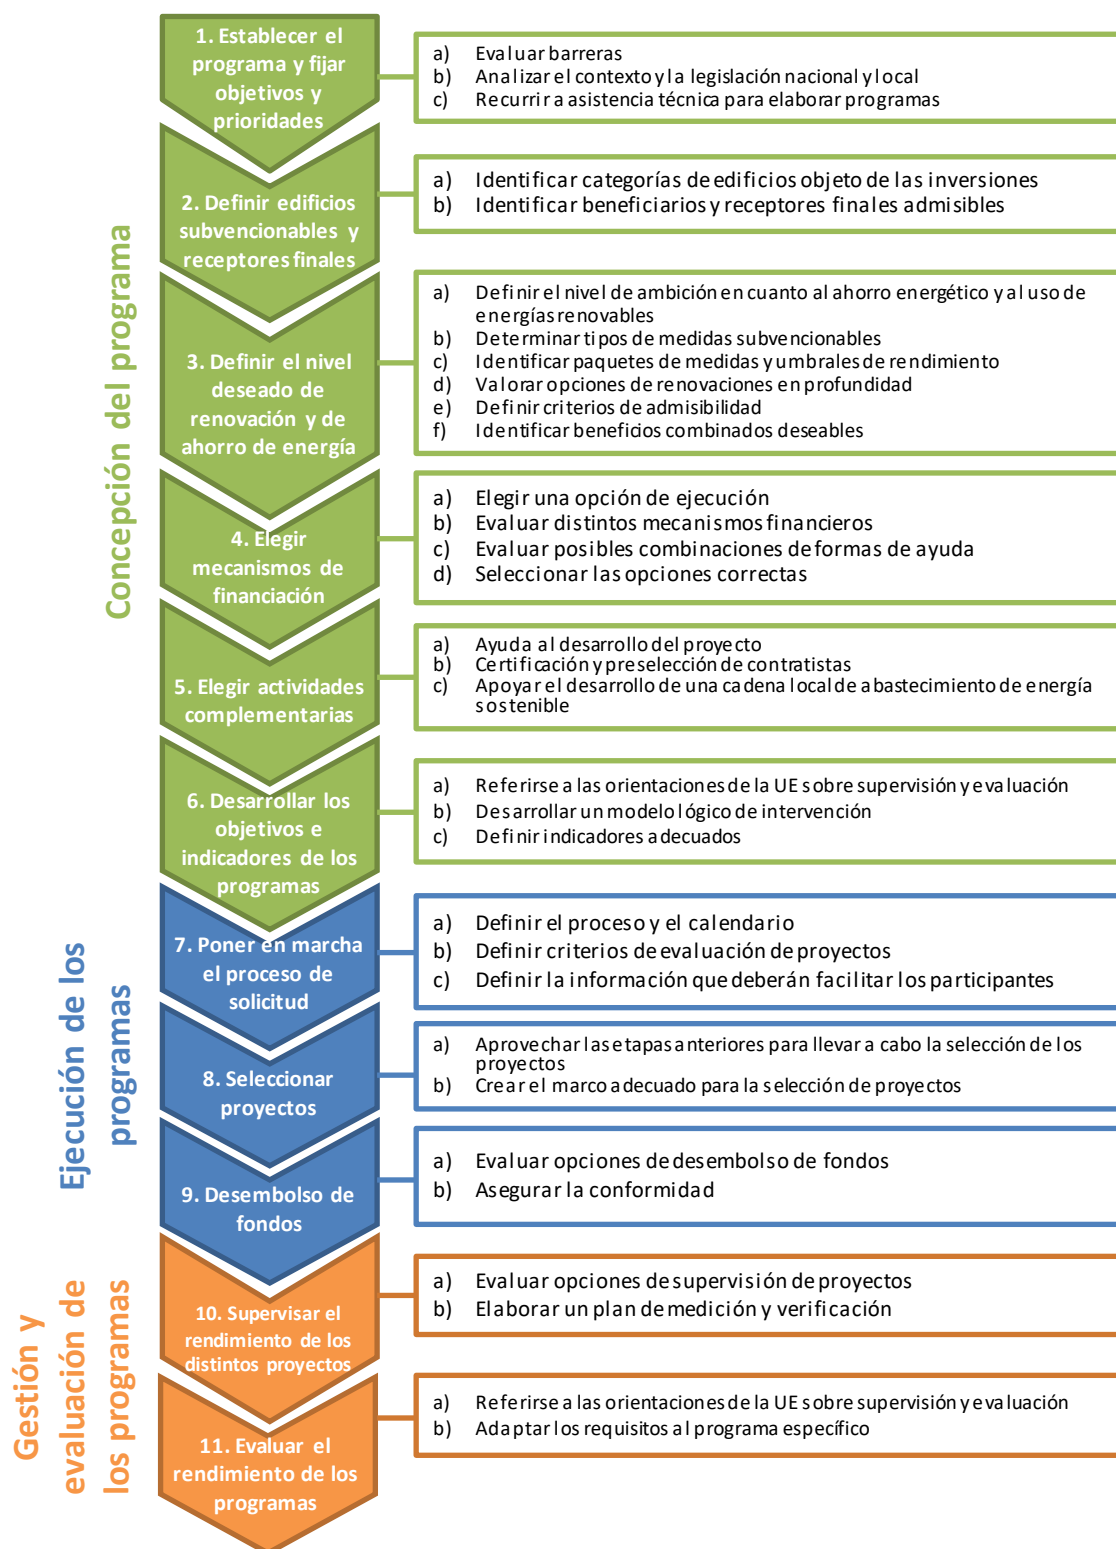 Concepción del programa
1. Establecer el
programa y fijar
objetivos y
prioridades
a) Evaluar barreras
b) Analizar el contexto y la legislación nacional y local
c) Recurrir a asistencia técnica para elaborar programas
2. Definir edificios
subvencionables y
receptores finales
a) Identificar categorías de edificios objeto de las inversiones
b) Identificar beneficiarios y receptores finales admisibles
3. Definir el nivel
deseado de
renovación y de
ahorro de energía
a) Definir el nivel de ambición en cuanto al ahorro energético y al uso de
energías renovables
b) Determinar tipos de medidas subvencionables
c) Identificar paquetes de medidas y umbrales de rendimiento
d) Valorar opciones de renovaciones en profundidad
e) Definir criterios de admisibilidad
f) Identificar beneficios combinados deseables
4. Elegir
mecanismos de
financiación
a) Elegir una opción de ejecución
b) Evaluar distintos mecanismos financieros
c) Evaluar posibles combinaciones de formas de ayuda
d) Seleccionar las opciones correctas
5. Elegir actividades
complementarias
a) Ayuda al desarrollo del proyecto
b) Certificación y preselección de contratistas
c) Apoyar el desarrollo de una cadena local de abastecimiento de energía
sostenible
6. Desarrollar los
objetivos e
indicadores de los
programas
a) Referirse a las orientaciones de la UE sobre supervisión y evaluación
b) Desarrollar un modelo lógico de intervención
c) Definir indicadores adecuados
Ejecución de los
programas
7. Poner en marcha
el proceso de
solicitud
a) Definir el proceso y el calendario
b) Definir criterios de evaluación de proyectos
c) Definir la información que deberán facilitar los participantes
8. Seleccionar
proyectos
a) Aprovechar las etapas anteriores para llevar a cabo la selección de los
proyectos
b) Crear el marco adecuado para la selección de proyectos
9. Desembolso de
fondos
a) Evaluar opciones de desembolso de fondos
b) Asegurar la conformidad
Gestión y
evaluación de
los programas
10. Supervisar el
rendimiento de los
distintos proyectos
a) Evaluar opciones de supervisión de proyectos
b) Elaborar un plan de medición y verificación
11. Evaluar el
rendimiento de los
programas
a) Referirse a las orientaciones de la UE sobre supervisión y evaluación
b) Adaptar los requisitos al programa específico